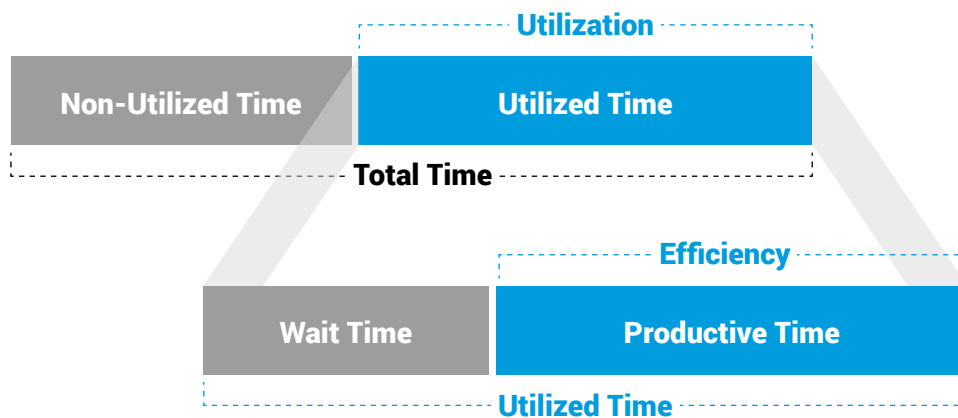 Utilization
Non-Utilized Time
Utilized Time
Total Time
Efficiency
Wait Time
Productive Time
Utilized Time